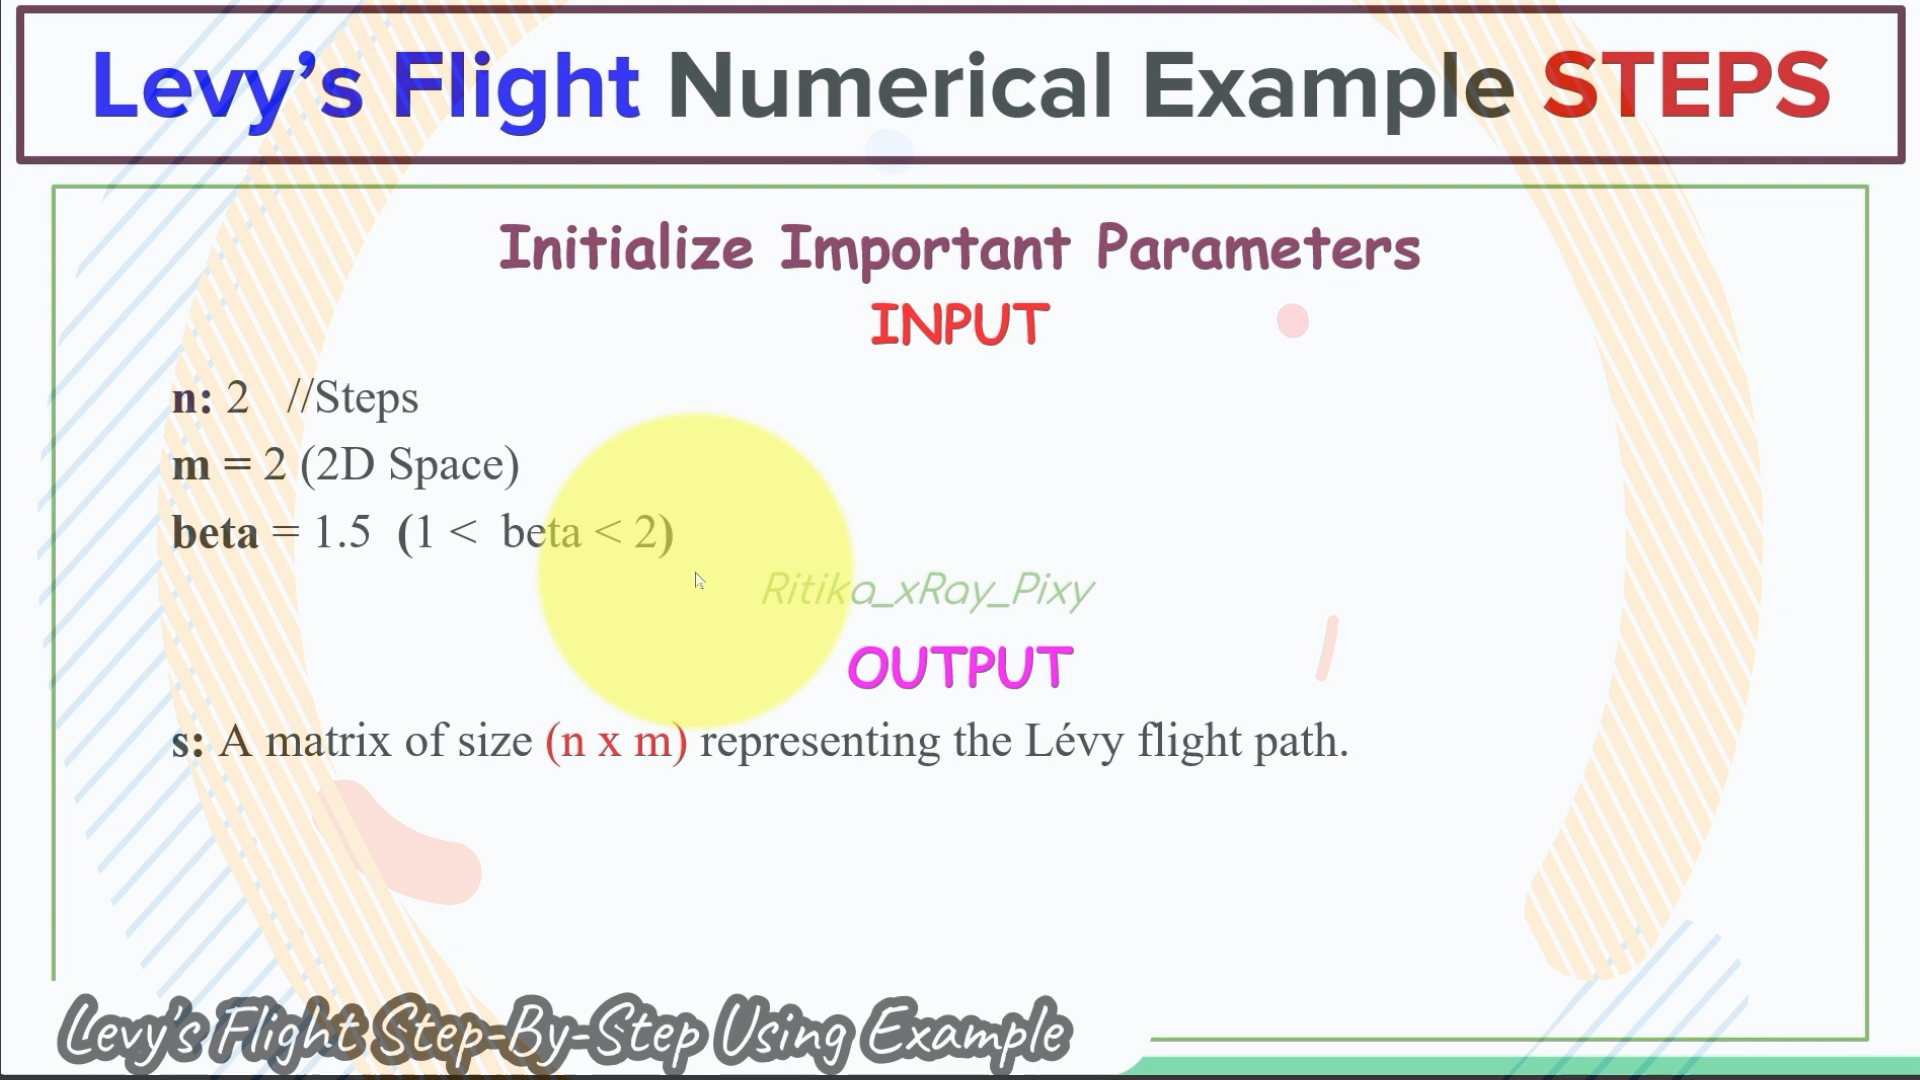 Levy’s Flight Numerical Example STEPS
Initialize Important Parameters
INPUT
n: 2 //Steps
m = 2 (2D Space)
beta = 1.5 (1 < beta < 2)
Ritika_xRay_Pixy
OUTPUT
s: A matrix of size (n x m) representing the Lévy flight path.
Levy's Flight Step-By-Step Using Example